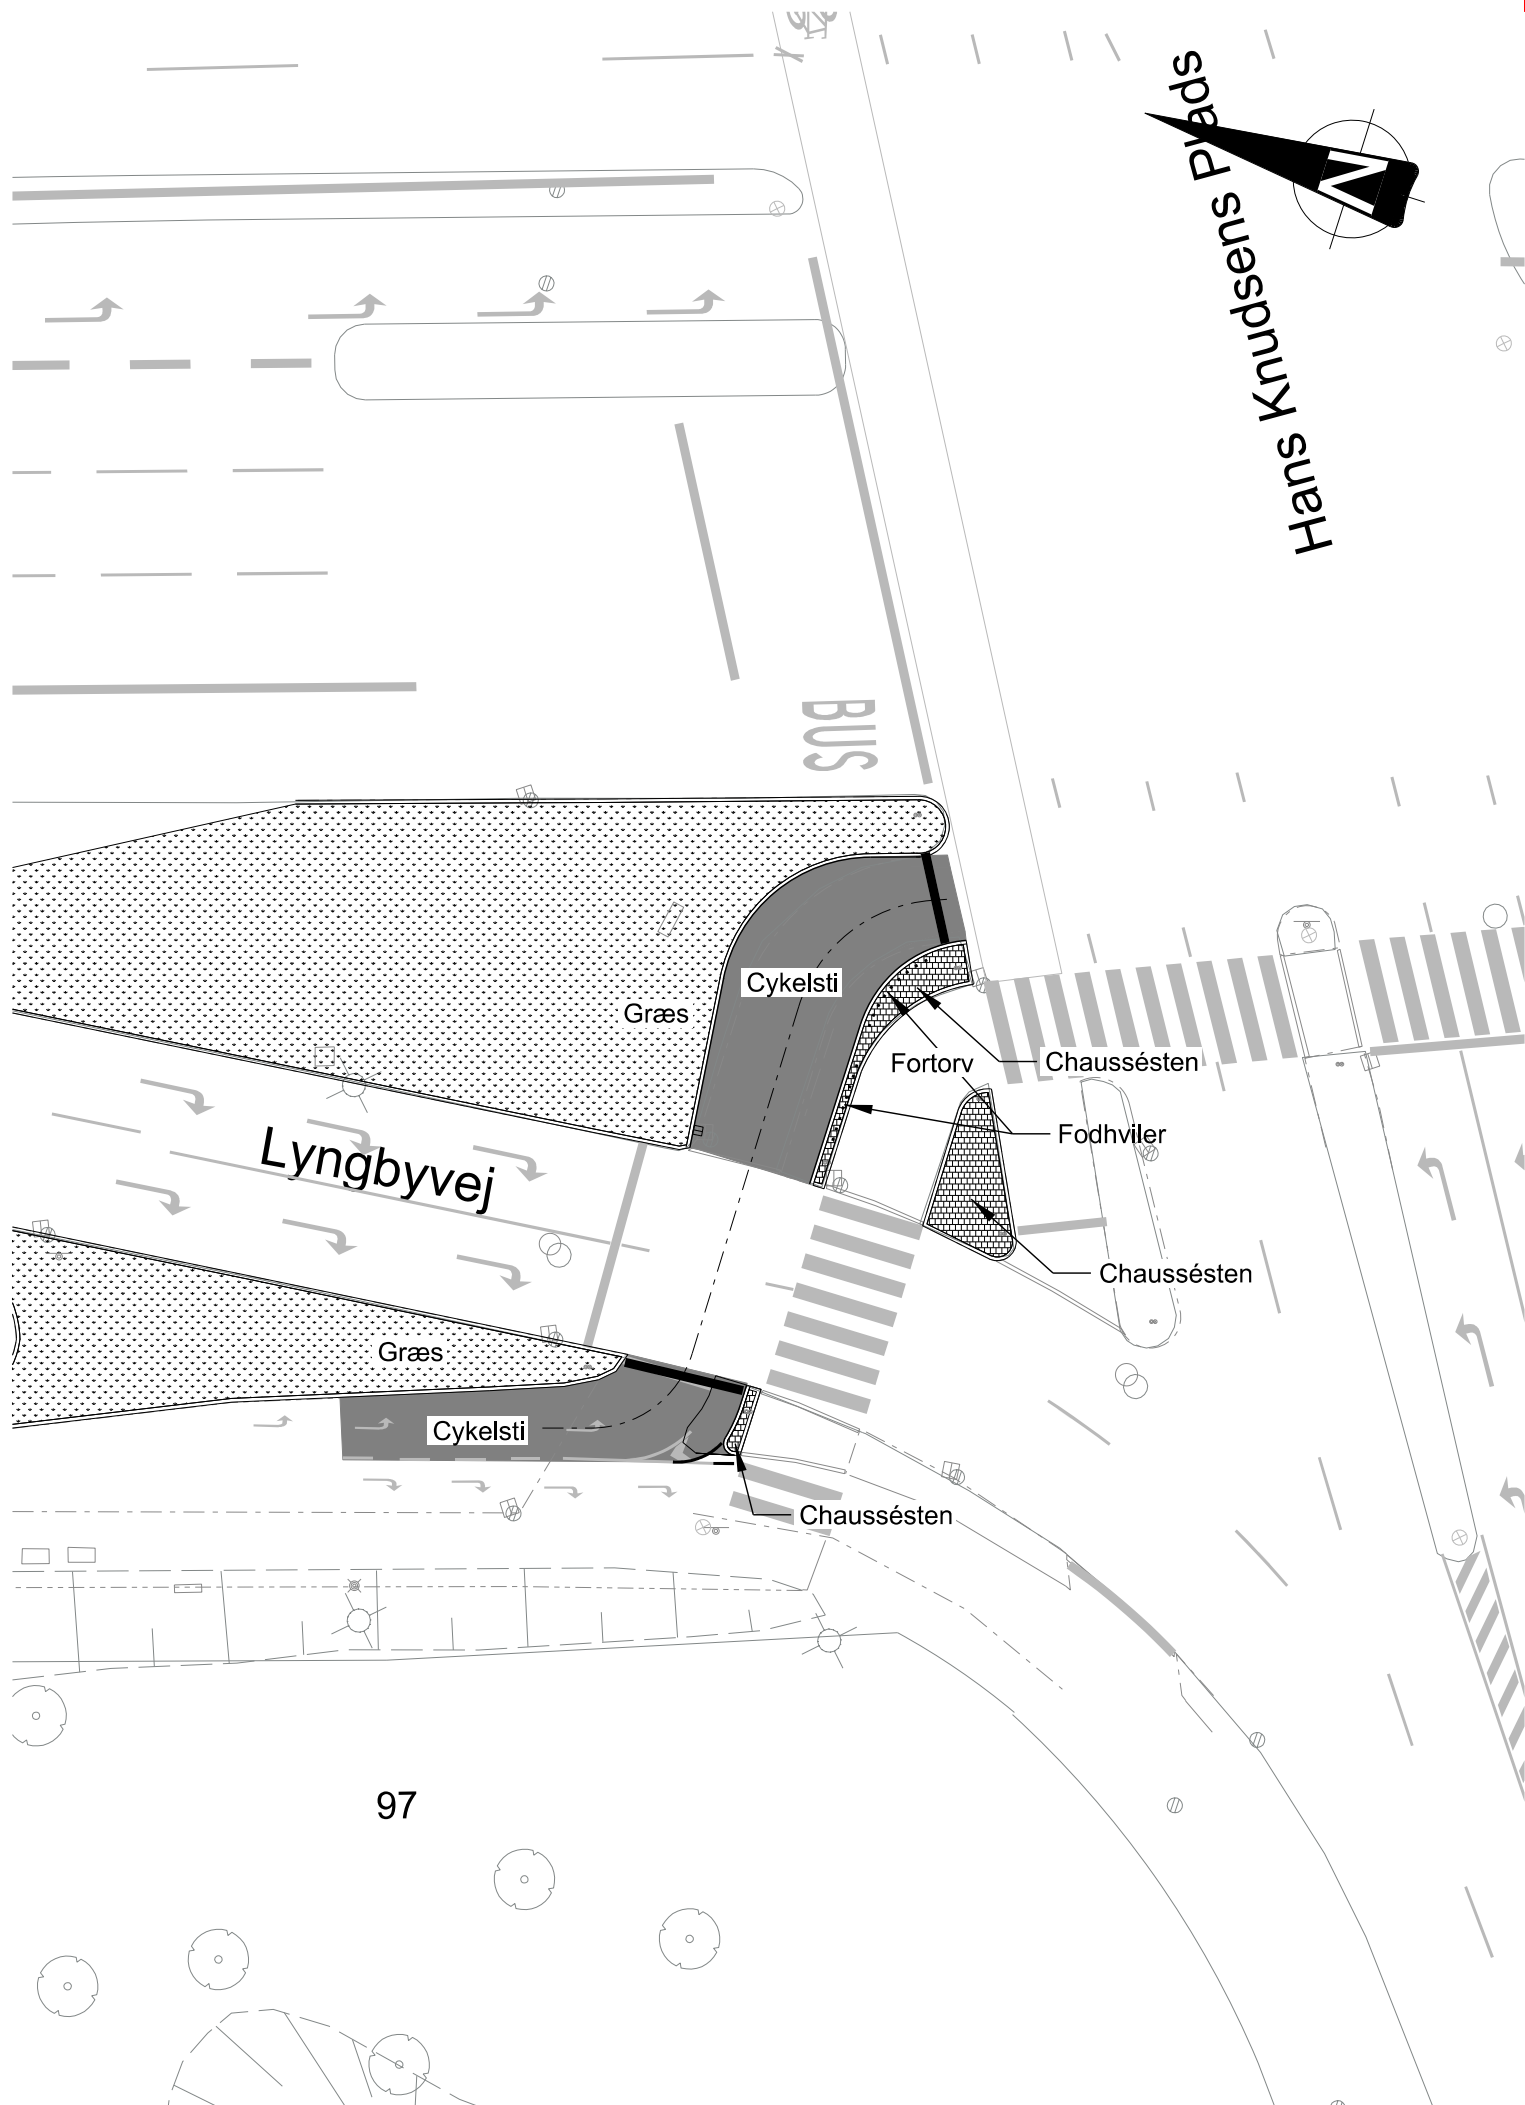 Hans Knudsens Plads
N
BUS
Cykelsti
Græs
Fortorv
Chaussésten
Fodhviler
Lyngbyvej
Chaussésten
Græs
Cykelsti
Chaussésten
97